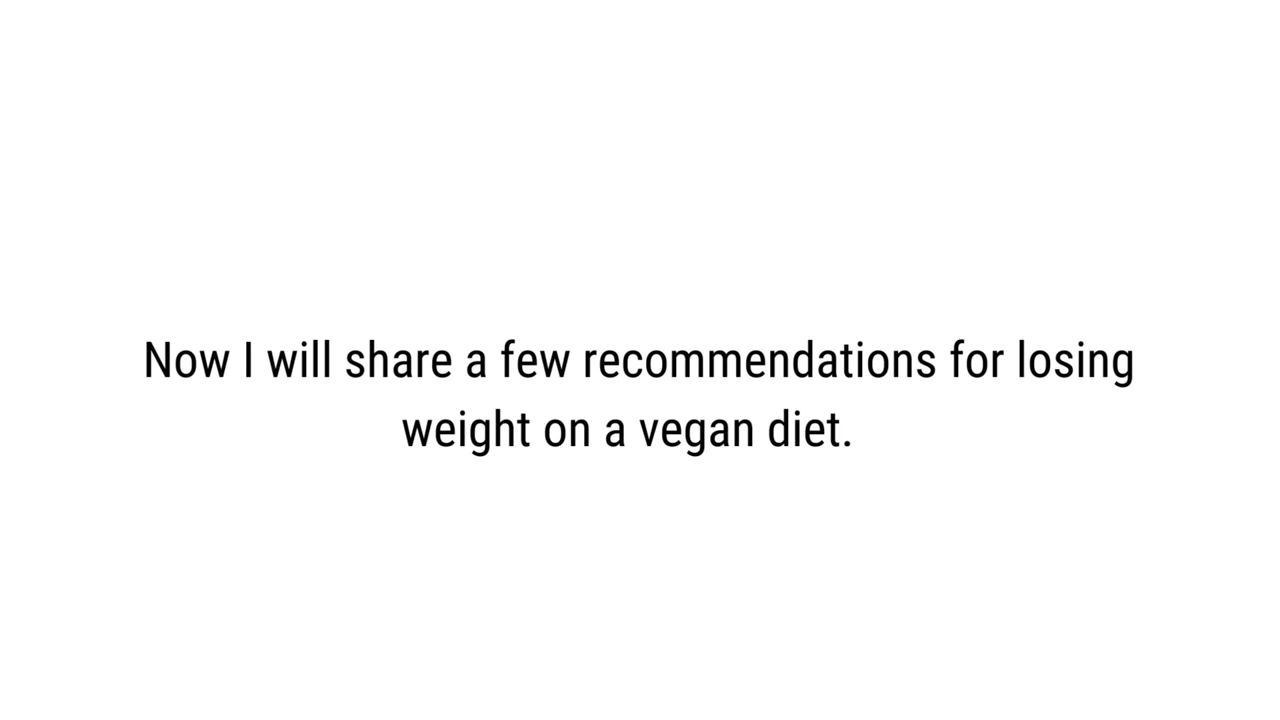 Now I will share a few recommendations for losing
weight on a vegan diet.